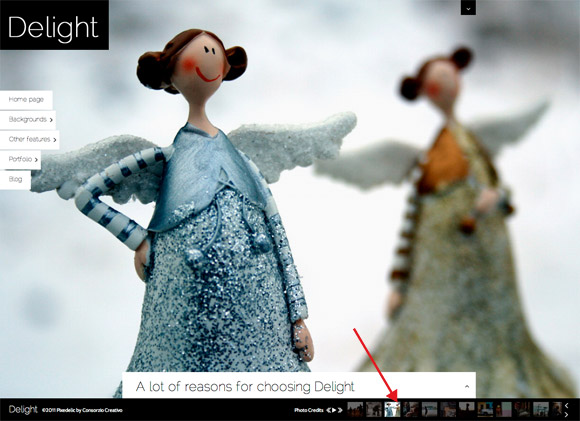 Delight
Home page
Backgrounds
Other features
Portfolio
Blog
A lot of reasons for choosing Delight
Delight ©2011 Pixedelic by Consorzio Creativo
Photo Credits